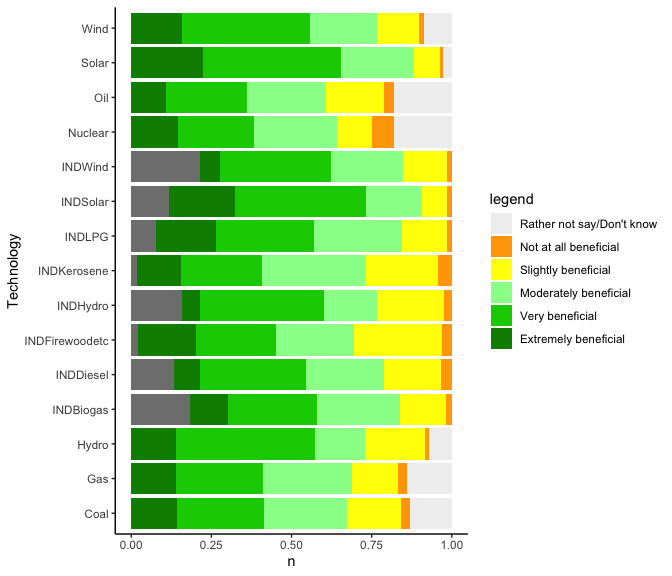 Technology
Wind
Solar
Oil
Nuclear
INDWind
INDSolar
INDLPG
INDKerosene
INDHydro
INDFirewoodetc
INDDiesel
INDBiogas
Hydro
Gas
Coal
0.00 0.25 0.50 0.75 1.00
n
legend
Rather not say/Don't know
Not at all beneficial
Slightly beneficial
Moderately beneficial
Very beneficial
Extremely beneficial